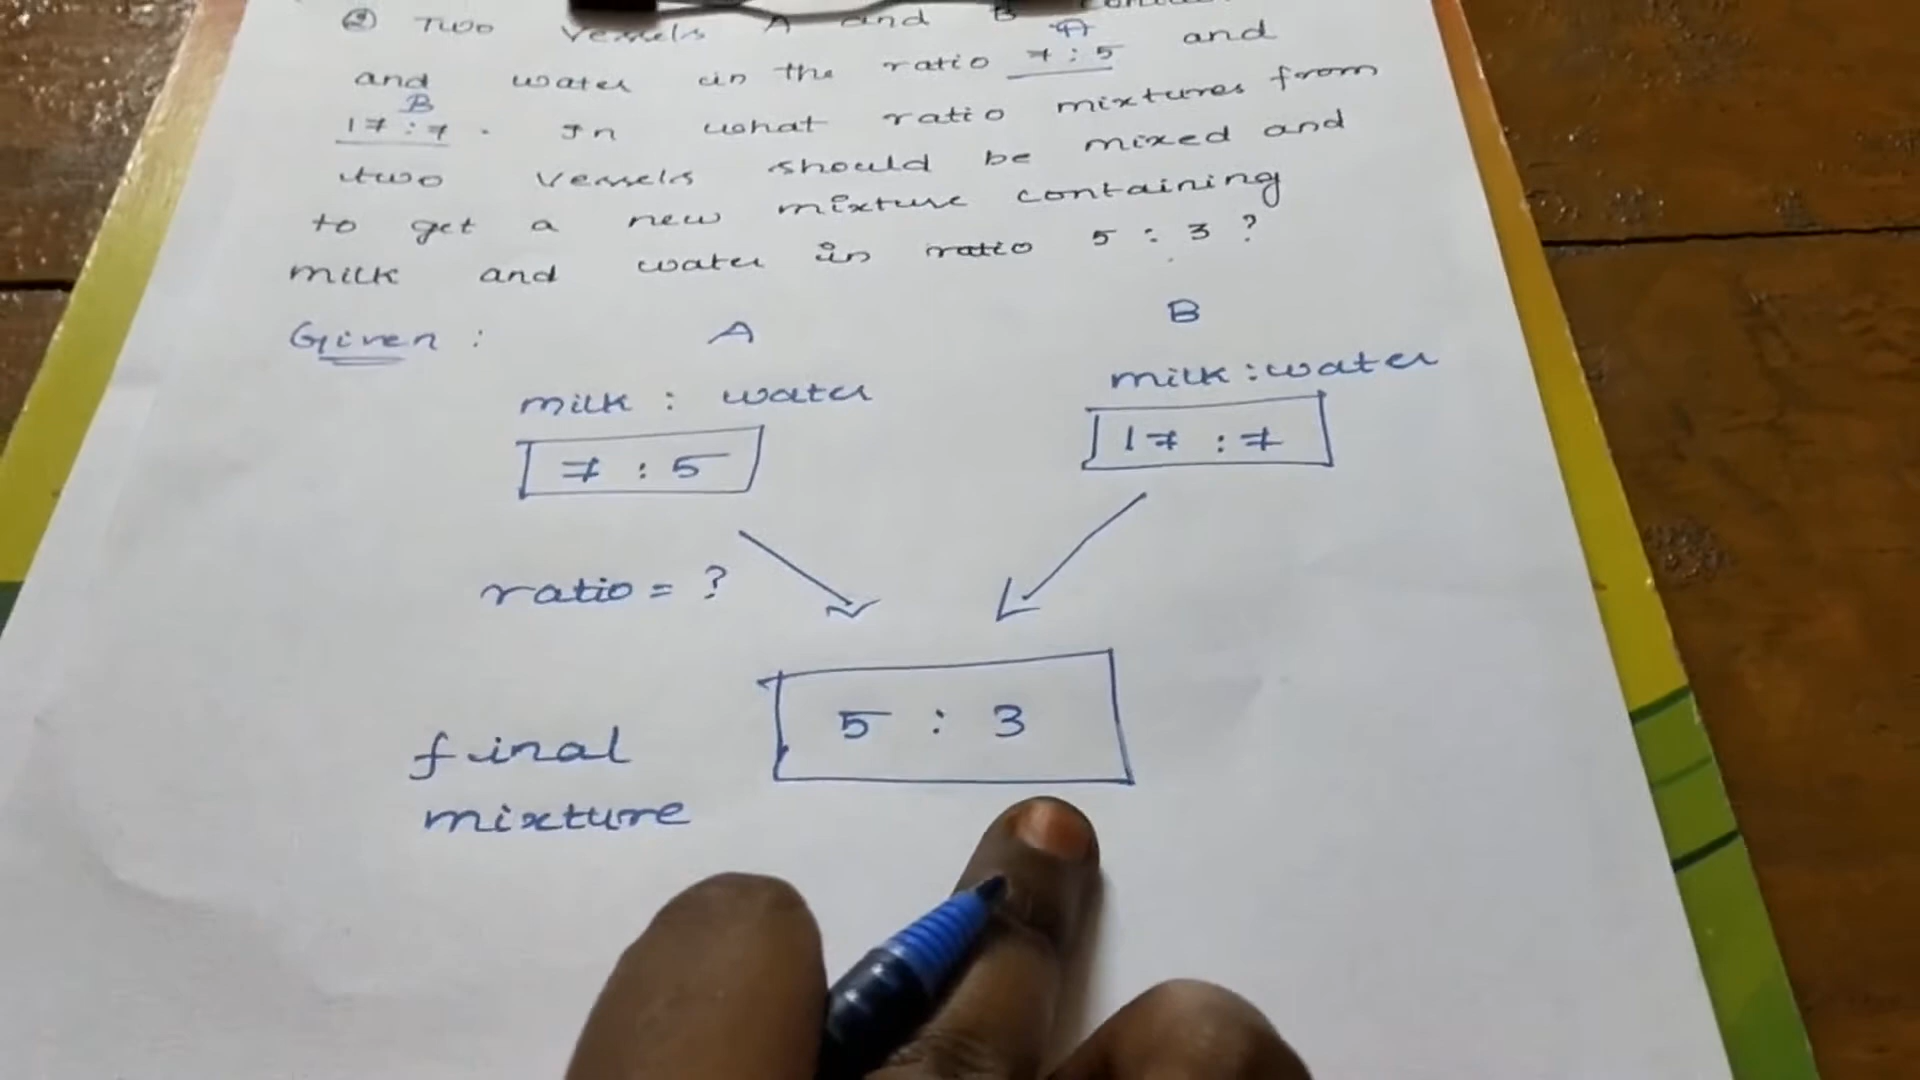 ② Two vessels A and B
A
and water in the ratio 7 : 5 and
B
17 : 7 . In what ratio mixtures from
two vessels should be mixed and
to get a new mixture containing
milk and water in ratio 5 : 3 ?
Given : A B
milk : water milk : water
7 : 5 17 : 7
ratio = ?
5 : 3
final
mixture